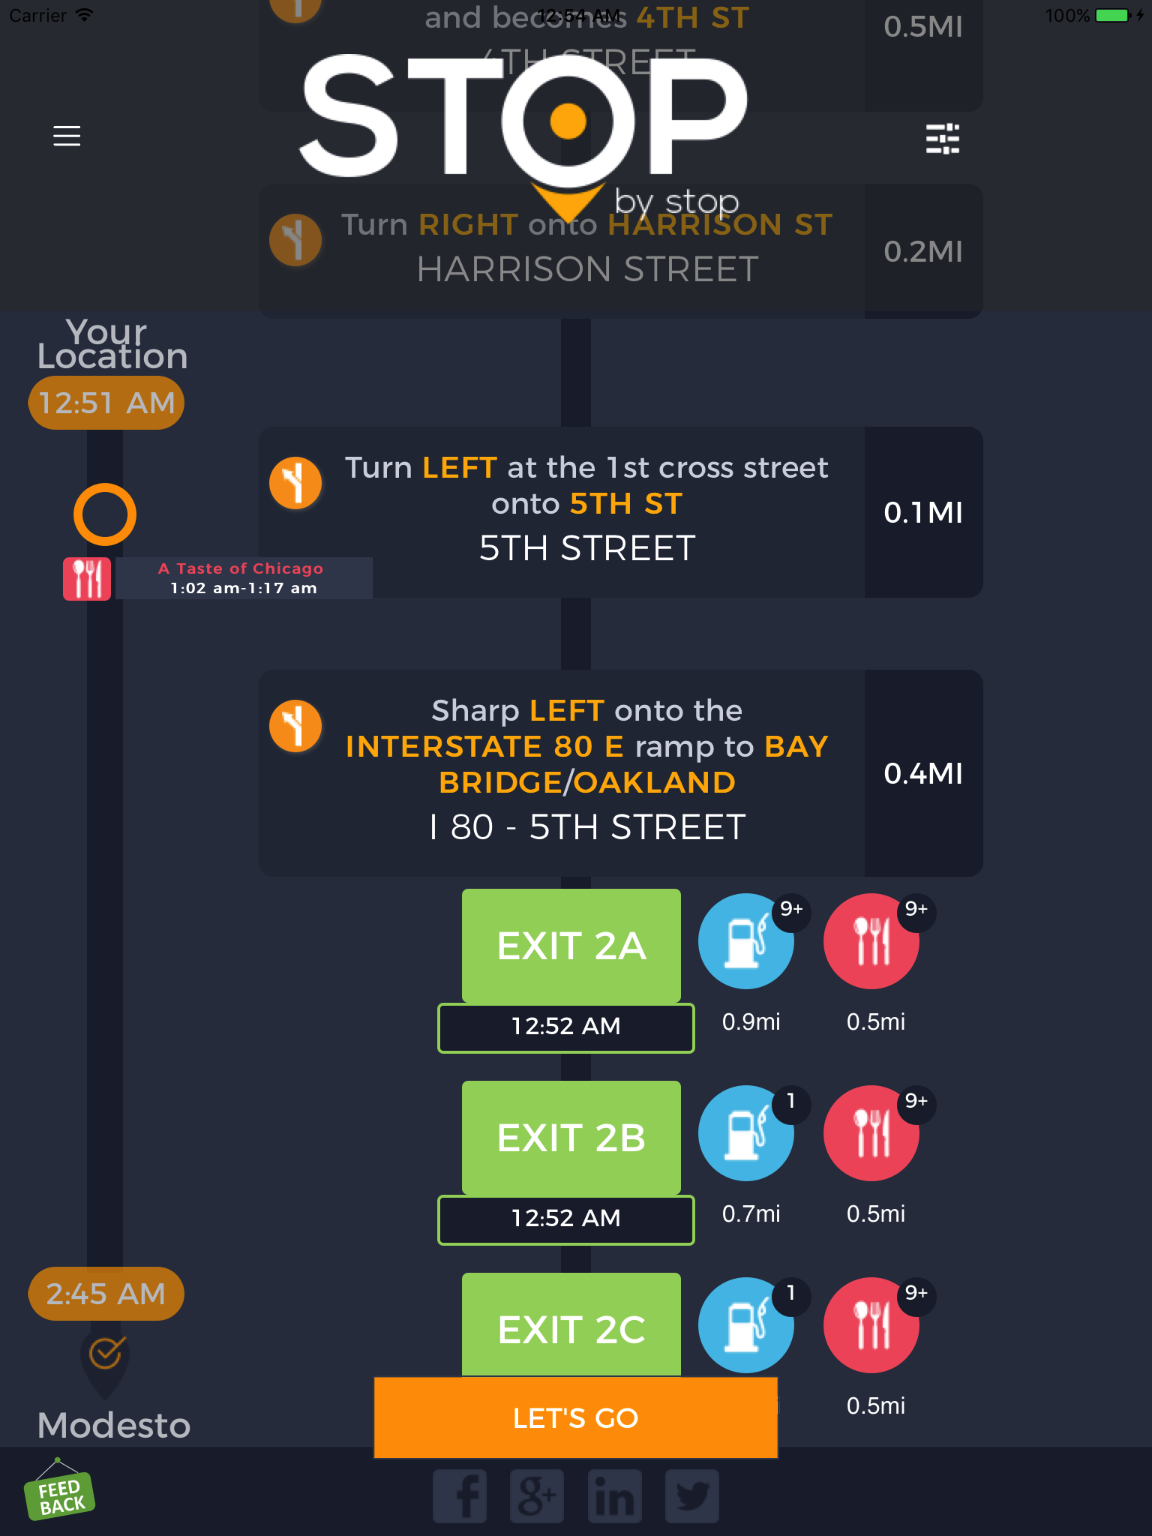 Carrier
12:54 AM
100%
and becomes 4TH ST
4TH STREET
0.5MI
STOP
by stop
Turn RIGHT onto HARRISON ST
HARRISON STREET
0.2MI
Your
Location
12:51 AM
Turn LEFT at the 1st cross street
onto 5TH ST
5TH STREET
0.1MI
A Taste of Chicago
1:02 am-1:17 am
Sharp LEFT onto the
INTERSTATE 80 E ramp to BAY
BRIDGE/OAKLAND
I 80 - 5TH STREET
0.4MI
EXIT 2A
9+
9+
12:52 AM
0.9mi
0.5mi
EXIT 2B
1
9+
12:52 AM
0.7mi
0.5mi
EXIT 2C
1
9+
0.5mi
2:45 AM
Modesto
LET'S GO
FEED
BACK
f
g+
in